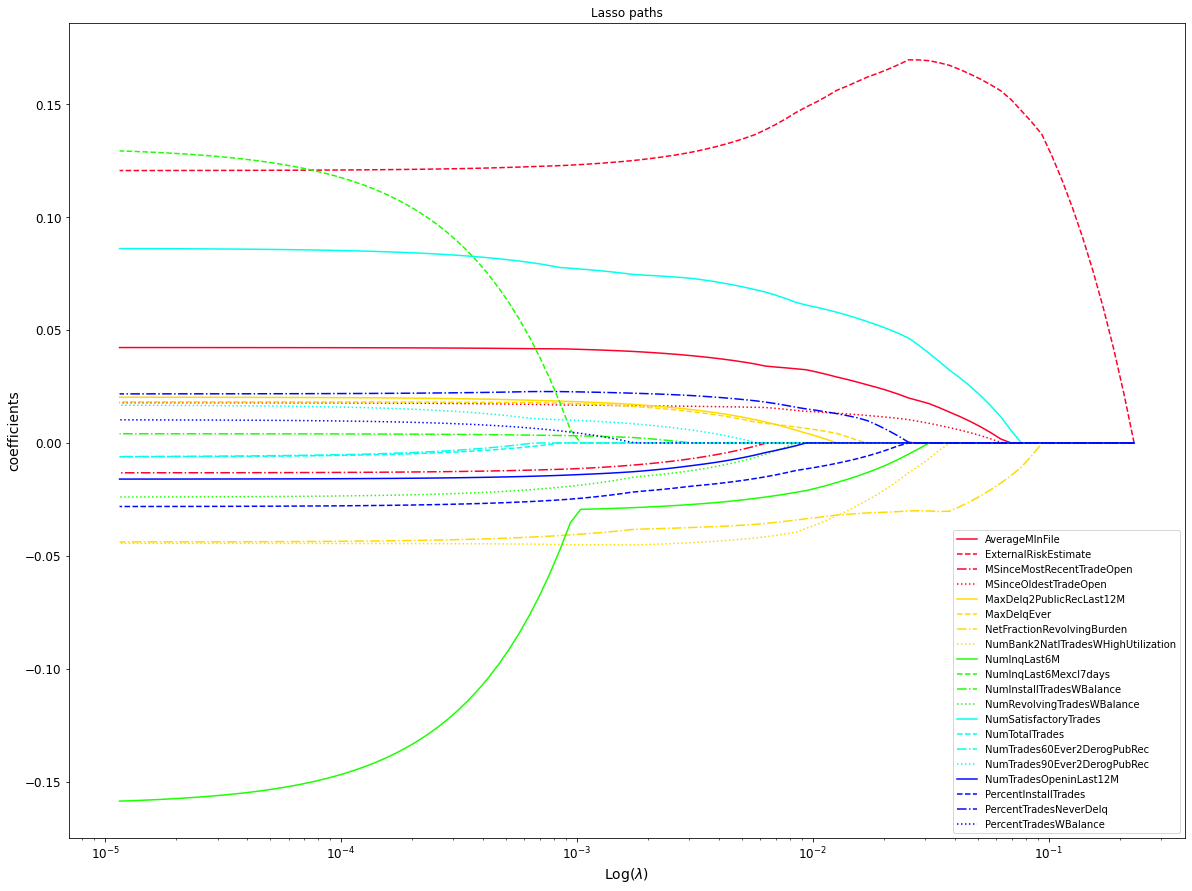 Lasso paths
coefficients
0.15
0.10
0.05
0.00
−0.05
−0.10
−0.15
AverageMInFile
ExternalRiskEstimate
MSinceMostRecentTradeOpen
MSinceOldestTradeOpen
MaxDelq2PublicRecLast12M
MaxDelqEver
NetFractionRevolvingBurden
NumBank2NatlTradesWHighUtilization
NumInqLast6M
NumInqLast6Mexcl7days
NumInstallTradesWBalance
NumRevolvingTradesWBalance
NumSatisfactoryTrades
NumTotalTrades
NumTrades60Ever2DerogPubRec
NumTrades90Ever2DerogPubRec
NumTradesOpeninLast12M
PercentInstallTrades
PercentTradesNeverDelq
PercentTradesWBalance
10⁻⁵ 10⁻⁴ 10⁻³ 10⁻² 10⁻¹
Log(λ)